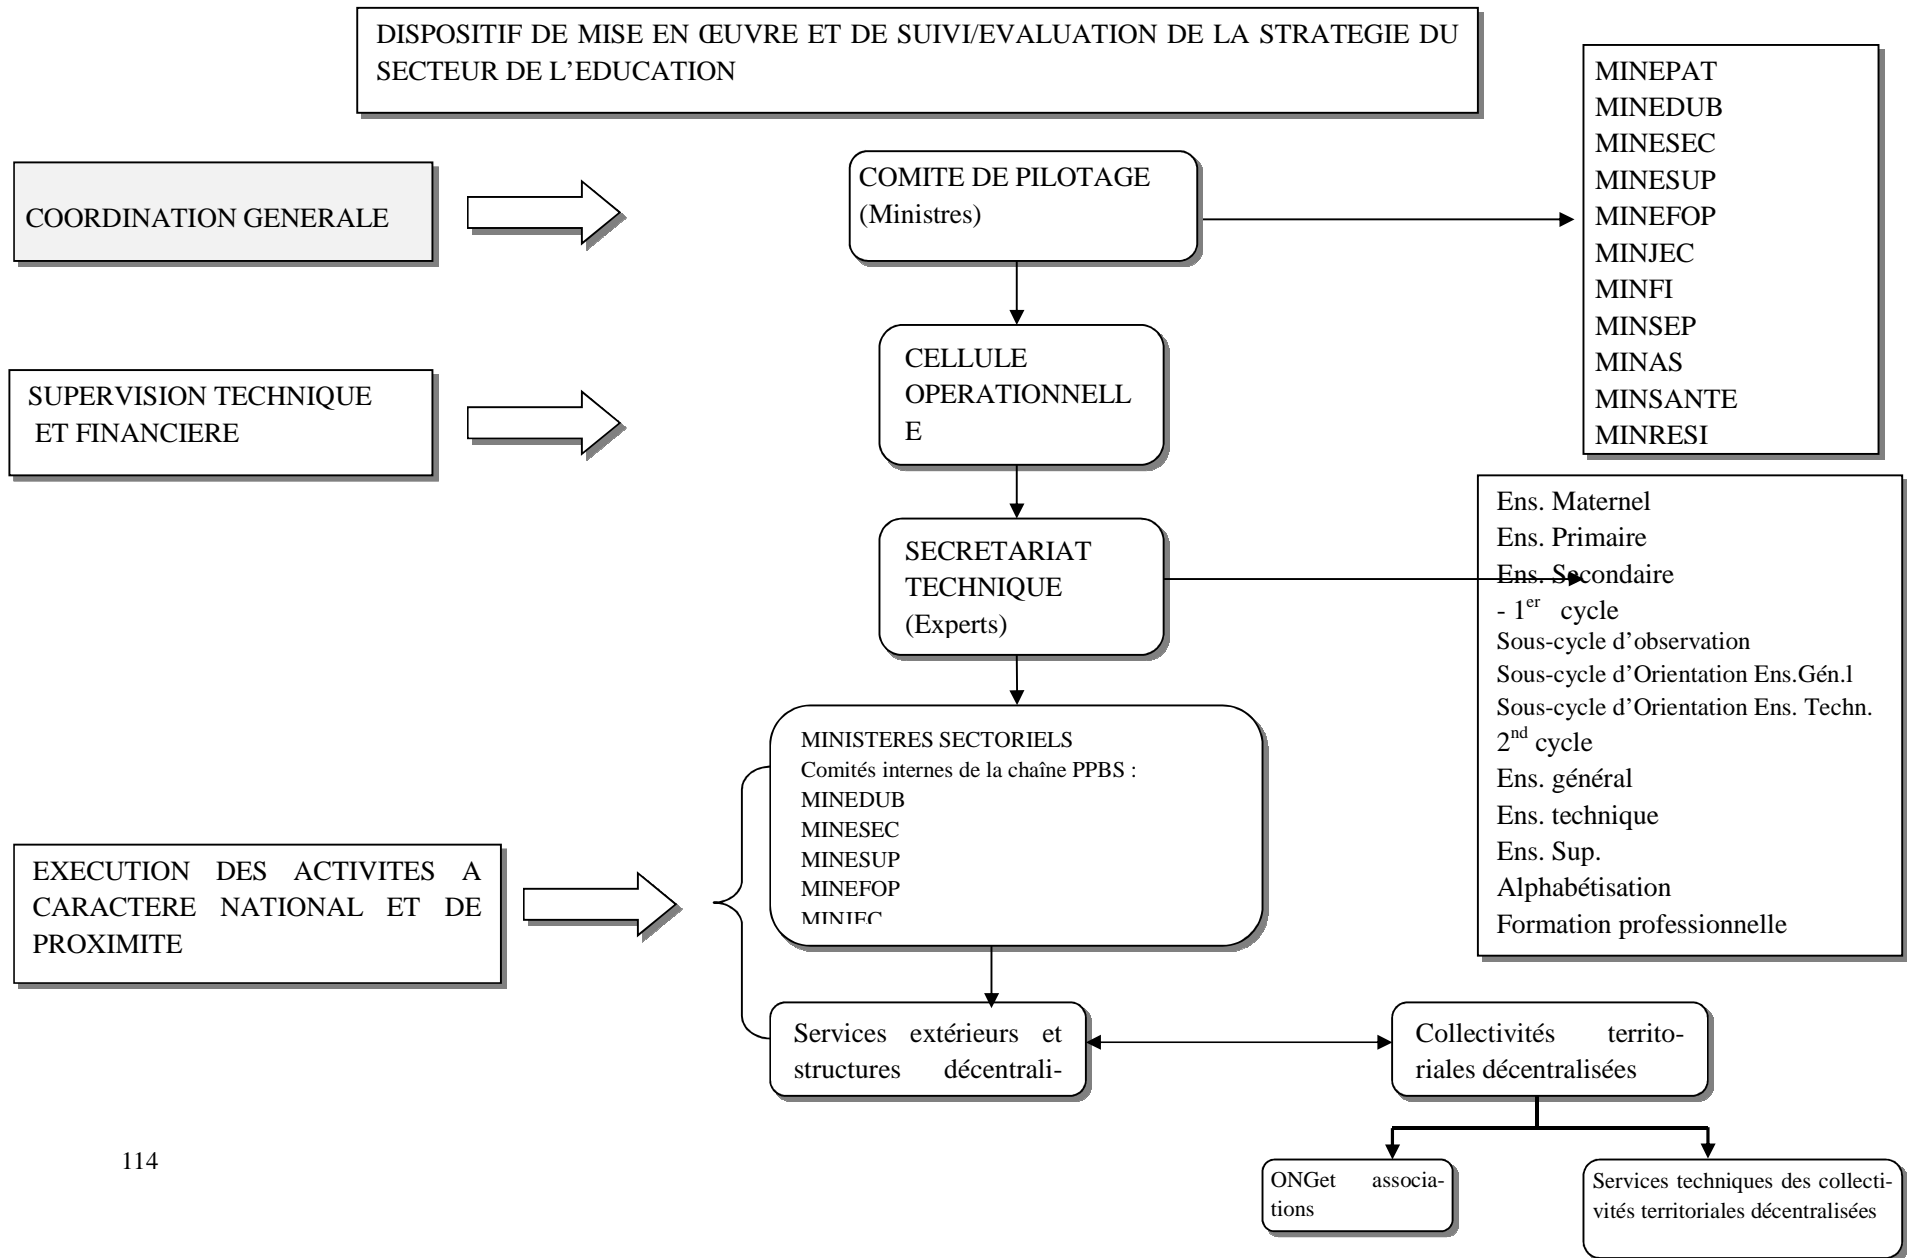 DISPOSITIF DE MISE EN ŒUVRE ET DE SUIVI/EVALUATION DE LA STRATEGIE DU
SECTEUR DE L’EDUCATION
MINEPAT
MINEDUB
MINESEC
MINESUP
MINEFOP
MINJEC
MINFI
MINSEP
MINAS
MINSANTE
MINRESI
COORDINATION GENERALE
COMITE DE PILOTAGE
(Ministres)
SUPERVISION TECHNIQUE
ET FINANCIERE
CELLULE
OPERATIONNELL
E
SECRETARIAT
TECHNIQUE
(Experts)
Ens. Maternel
Ens. Primaire
Ens. Secondaire
- 1er cycle
Sous-cycle d’observation
Sous-cycle d’Orientation Ens.Gén.l
Sous-cycle d’Orientation Ens. Techn.
2nd cycle
Ens. général
Ens. technique
Ens. Sup.
Alphabétisation
Formation professionnelle
EXECUTION DES ACTIVITES A
CARACTERE NATIONAL ET DE
PROXIMITE
MINISTERES SECTORIELS
Comités internes de la chaîne PPBS :
MINEDUB
MINESEC
MINESUP
MINEFOP
MINJEC
Services extérieurs et
structures décentrali-
Collectivités territo-
riales décentralisées
ONGet associa-
tions
Services techniques des collecti-
vités territoriales décentralisées
114